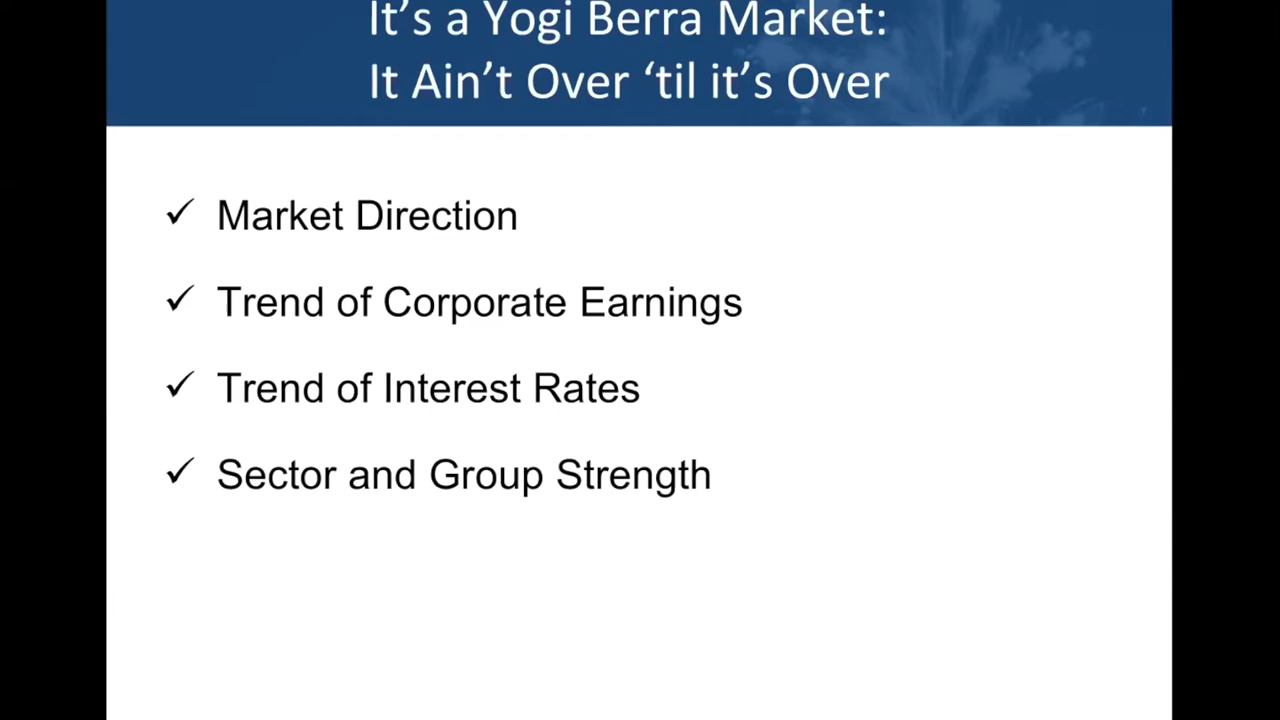 It’s a Yogi Berra Market:
It Ain’t Over ‘til it’s Over
✓ Market Direction
✓ Trend of Corporate Earnings
✓ Trend of Interest Rates
✓ Sector and Group Strength